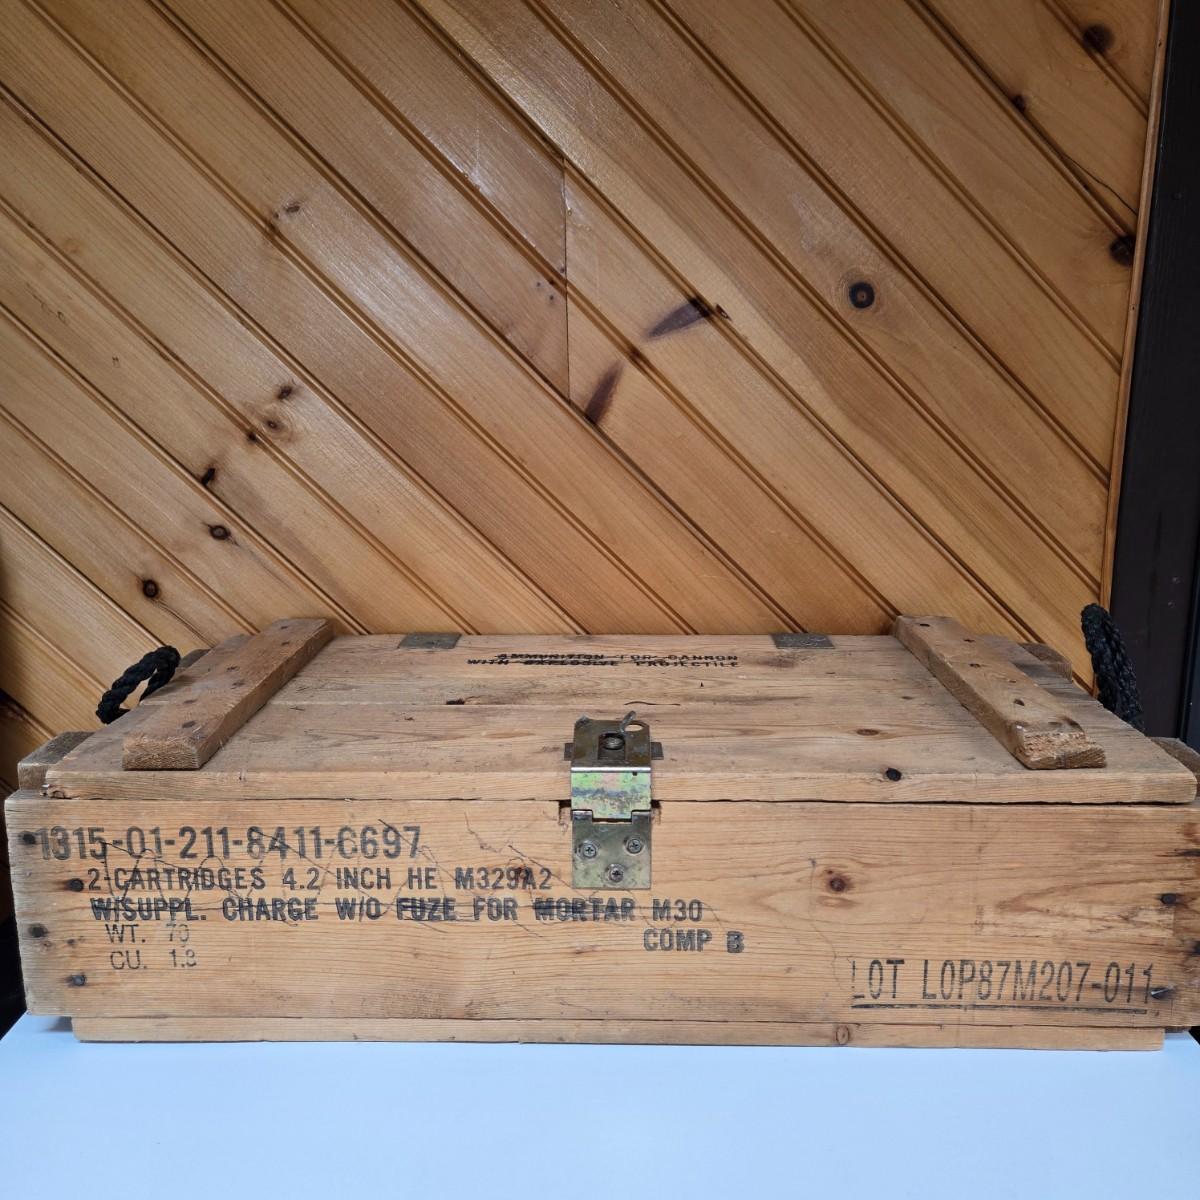 AMMUNITION FOR CANNON
WITH EXPLOSIVE PROJECTILE
1315-01-211-8411-C697
2 CARTRIDGES 4.2 INCH HE M329A2
W/SUPPL. CHARGE W/O FUZE FOR MORTAR M30
WT. 70
COMP B
CU. 1.3
LOT LOP87M207-011